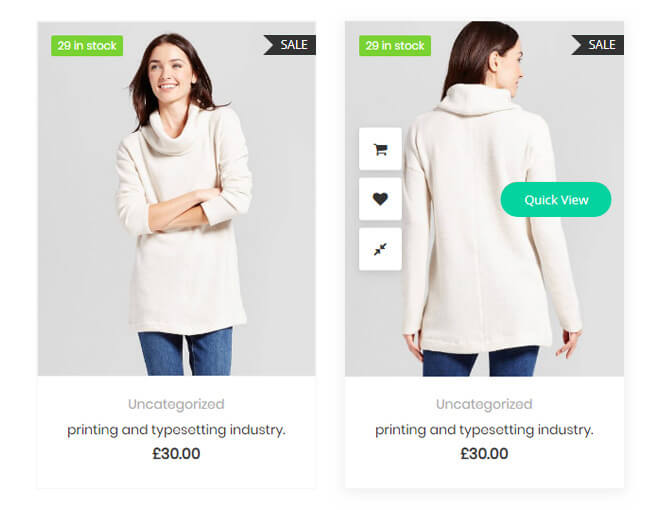 29 in stock
SALE
Uncategorized
printing and typesetting industry.
£30.00
29 in stock
SALE
Quick View
Uncategorized
printing and typesetting industry.
£30.00